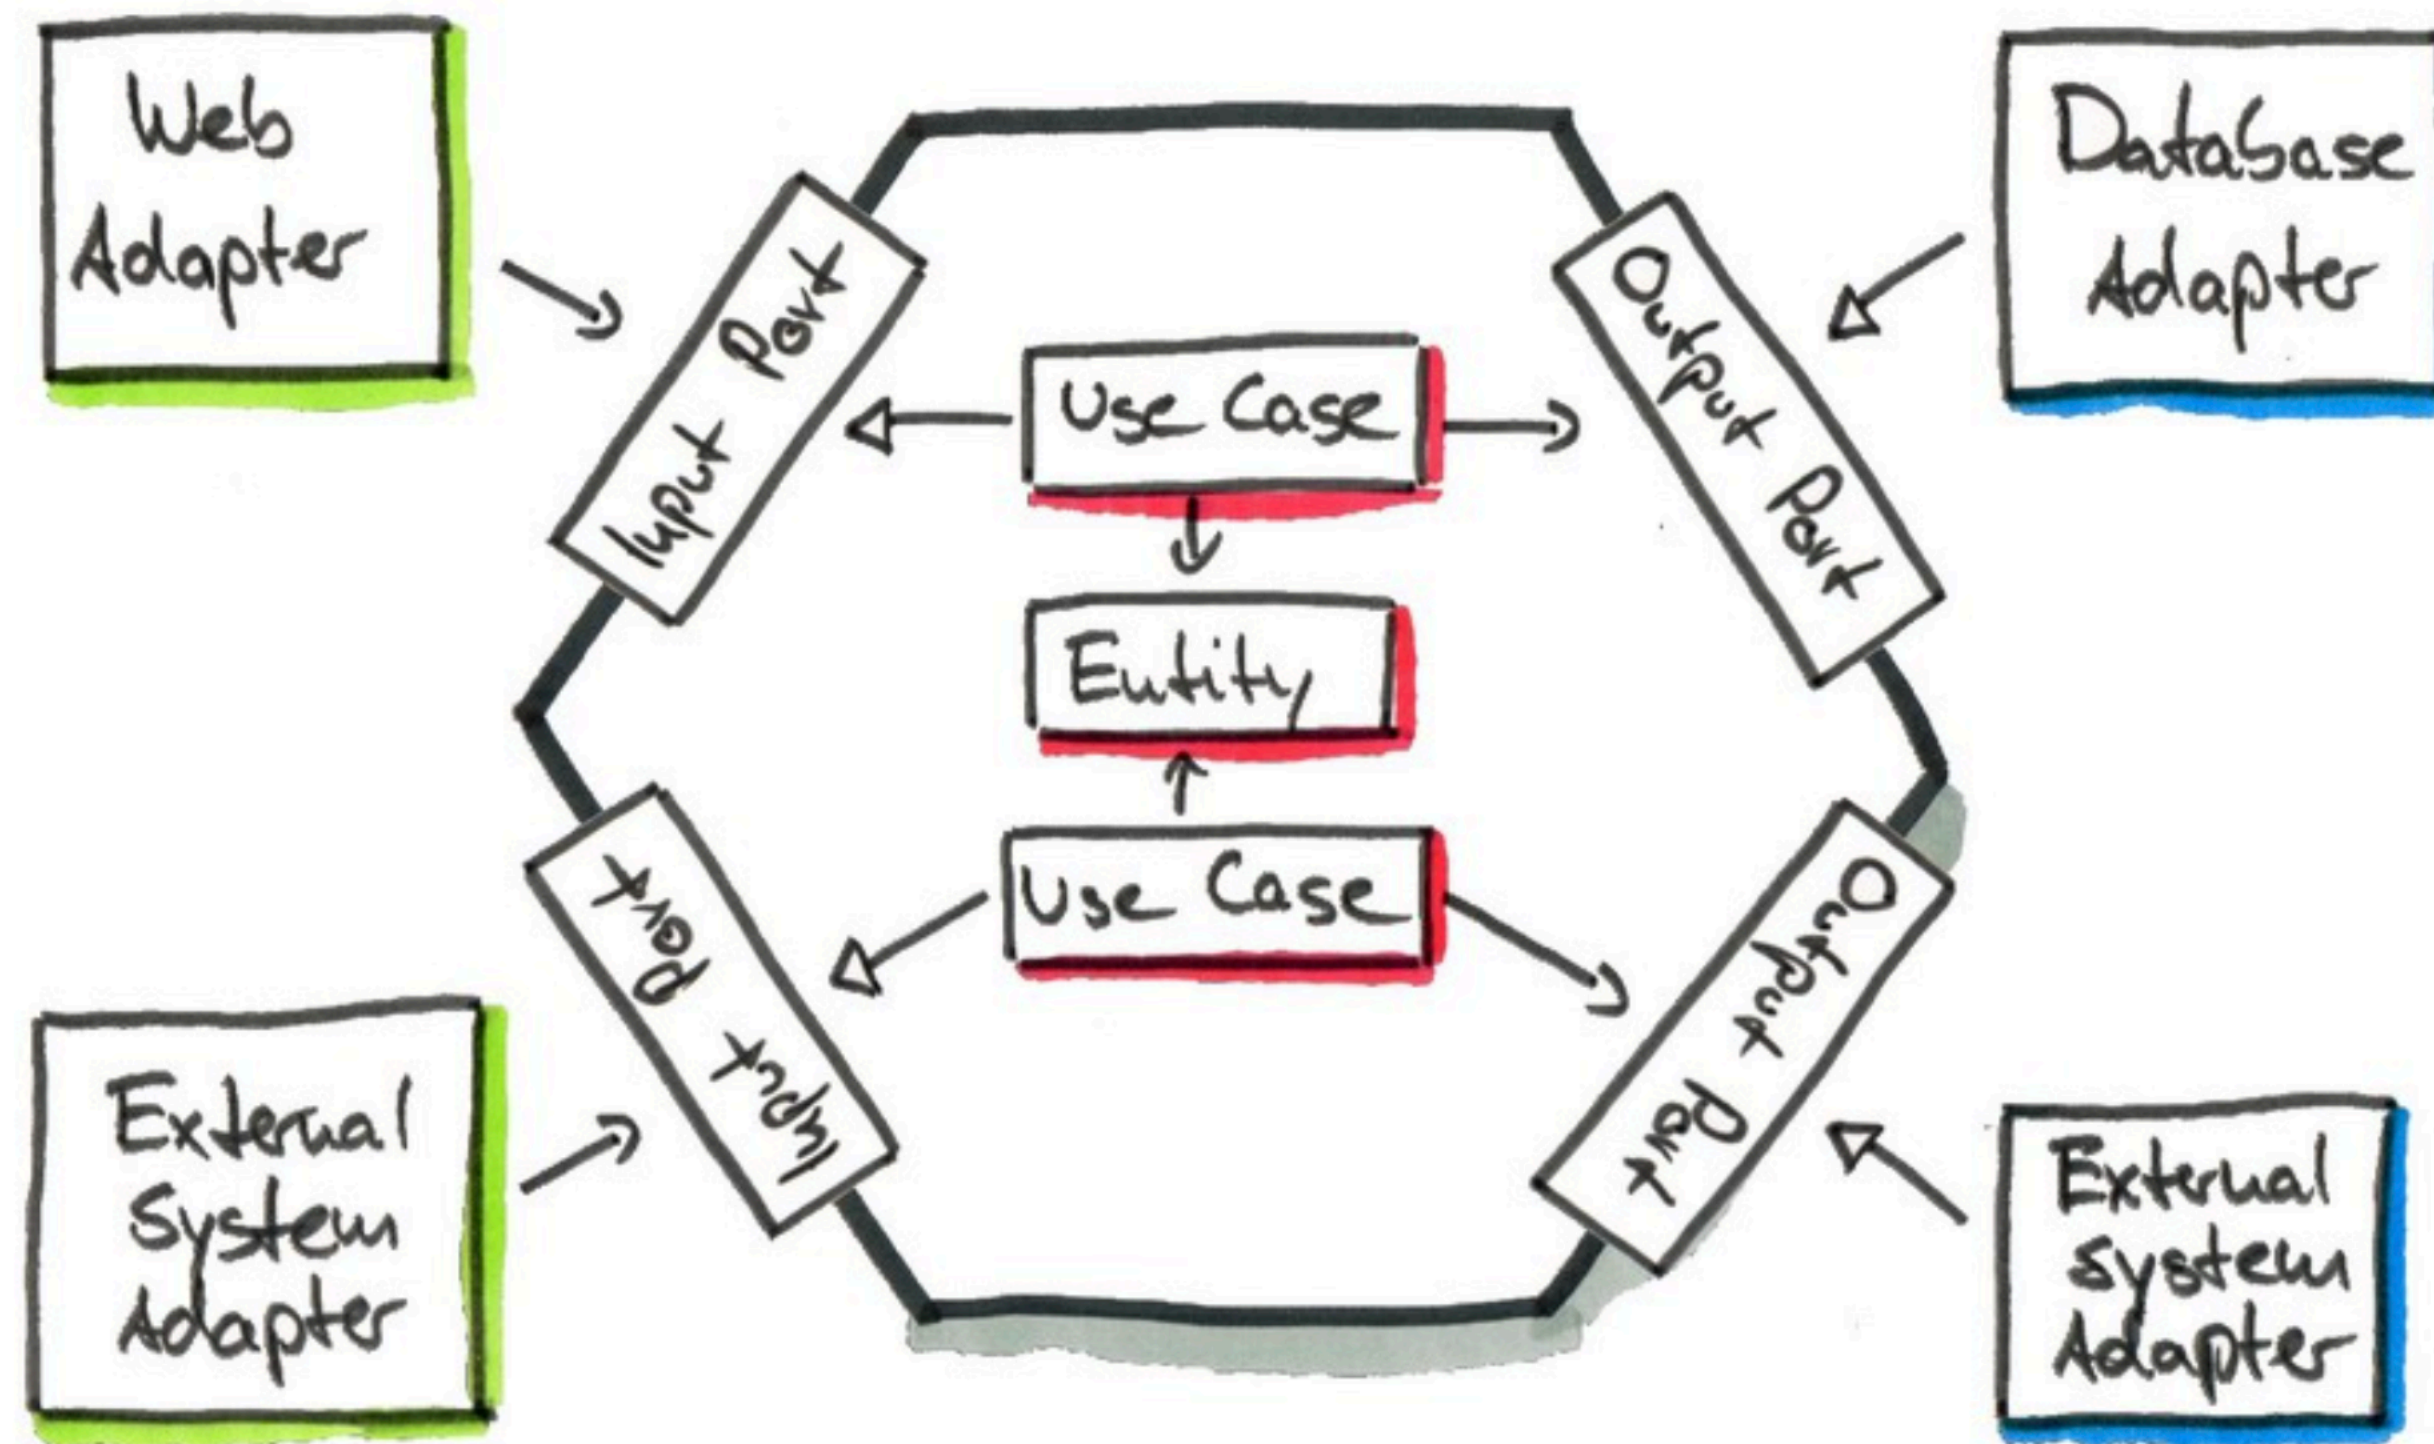 Web
Adapter
Input Port
Use Case
Output Port
Database
Adapter
Entity
Input Port
Use Case
Output Port
External
System
Adapter
External
System
Adapter